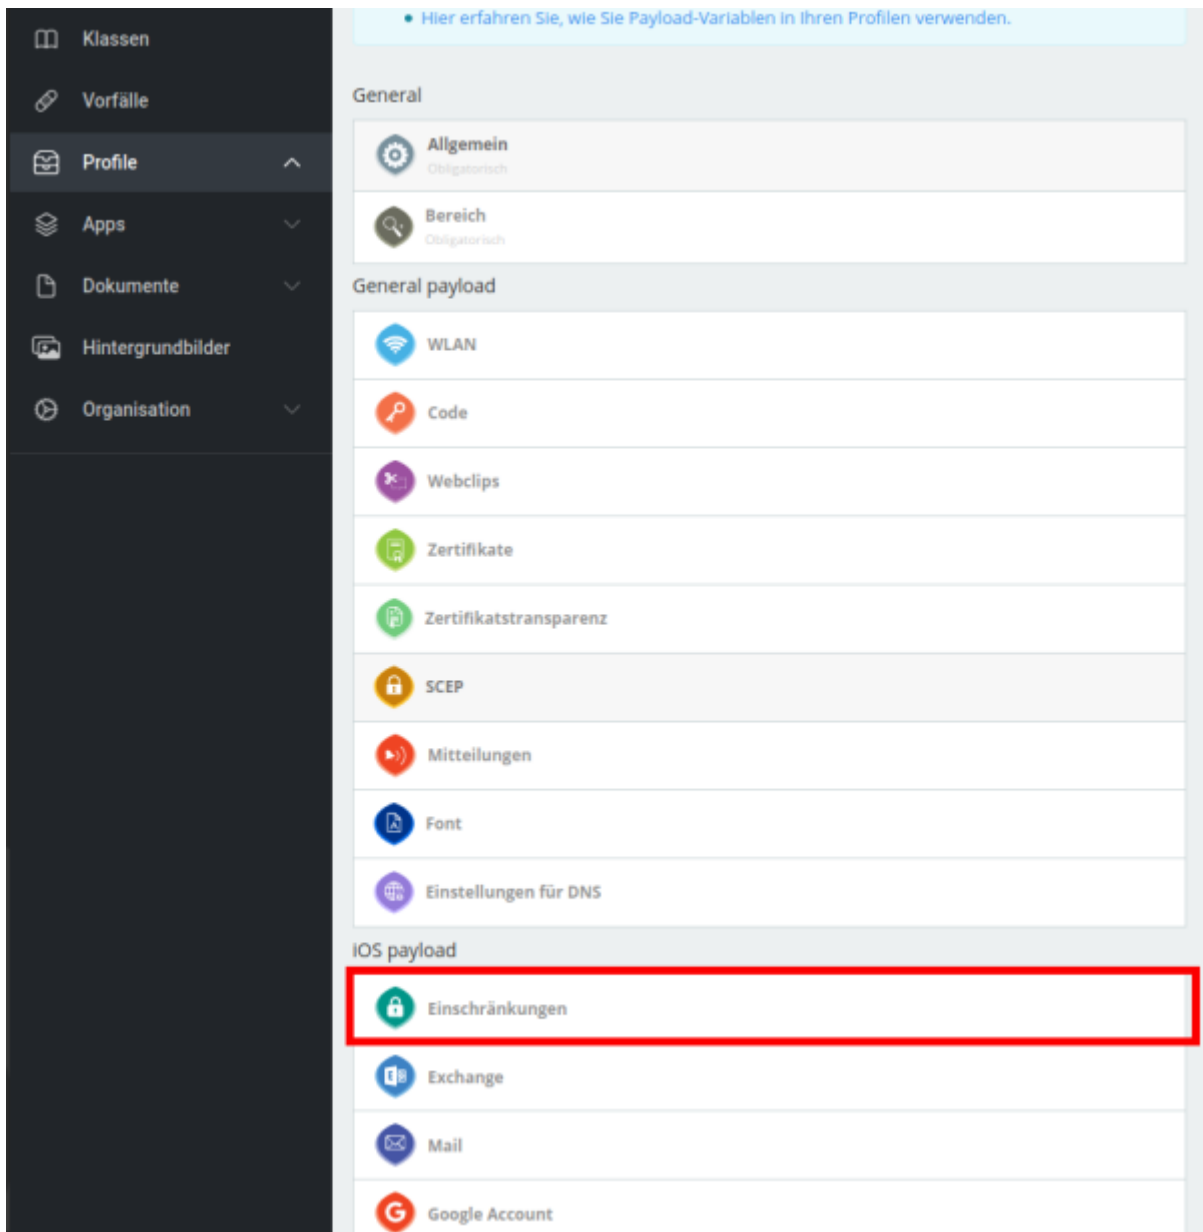 Klassen
Vorfälle
Profile
Apps
Dokumente
Hintergrundbilder
Organisation
Hier erfahren Sie, wie Sie Payload-Variablen in Ihren Profilen verwenden.
General
Allgemein
Obligatorisch
Bereich
Obligatorisch
General payload
WLAN
Code
Webclips
Zertifikate
Zertifikatstransparenz
SCEP
Mitteilungen
Font
Einstellungen für DNS
iOS payload
Einschränkungen
Exchange
Mail
Google Account